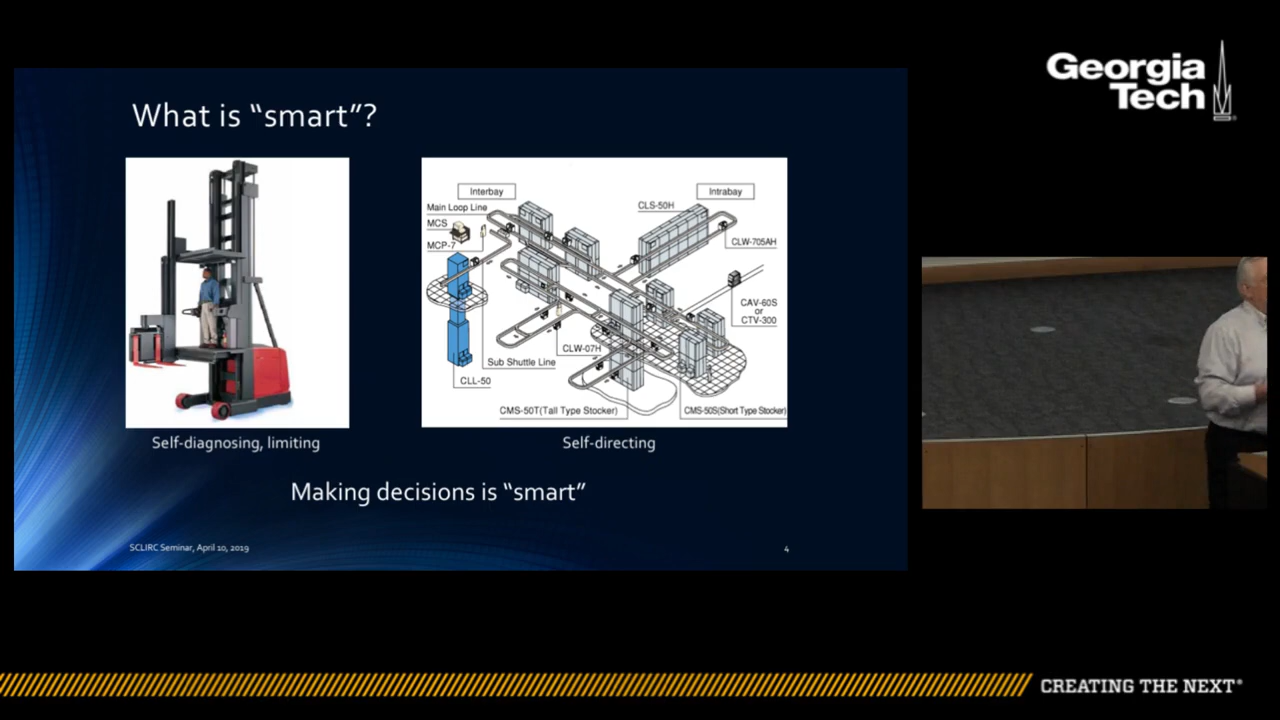 Georgia
Tech
What is “smart”?
Interbay
Intrabay
Main Loop Line
CLS-50H
MCS
MCP-7
CLW-705AH
CAV-60S
or
CTV-300
CLW-07H
Sub Shuttle Line
CLL-50
CMS-50T(Tall Type Stocker)
CMS-50S(Short Type Stocker)
Self-diagnosing, limiting
Self-directing
Making decisions is “smart”
SCLIRC Seminar, April 10, 2019
4
CREATING THE NEXT®